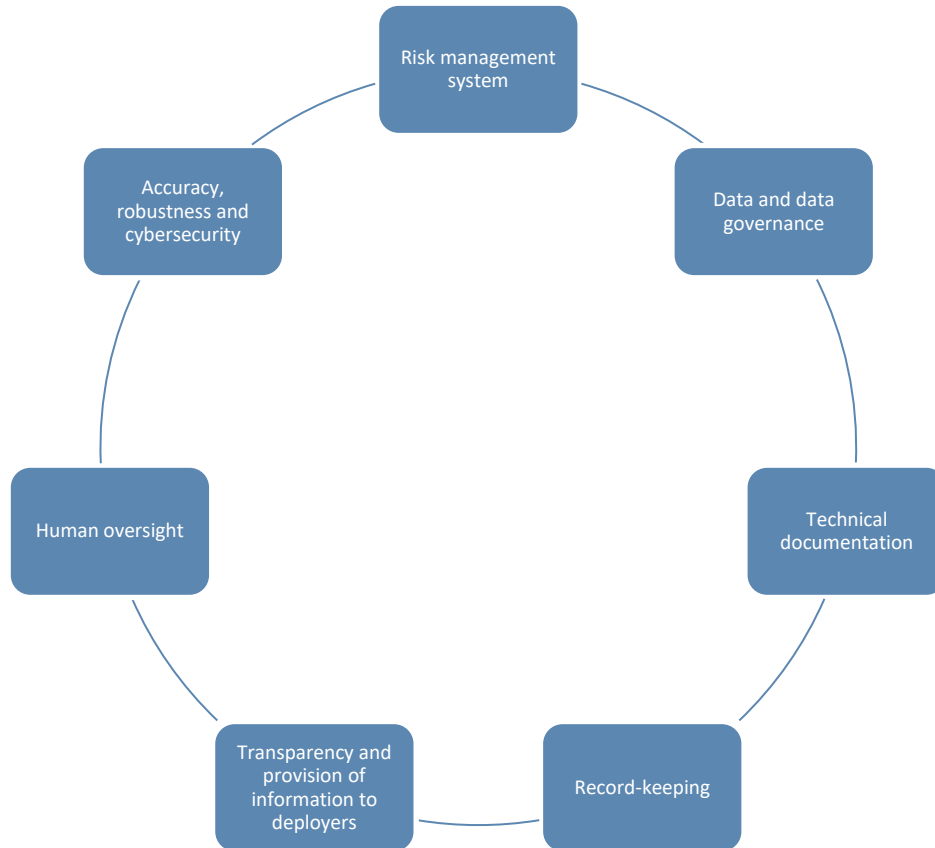 Risk management
system
Data and data
governance
Technical
documentation
Record-keeping
Transparency and
provision of
information to
deployers
Human oversight
Accuracy,
robustness and
cybersecurity